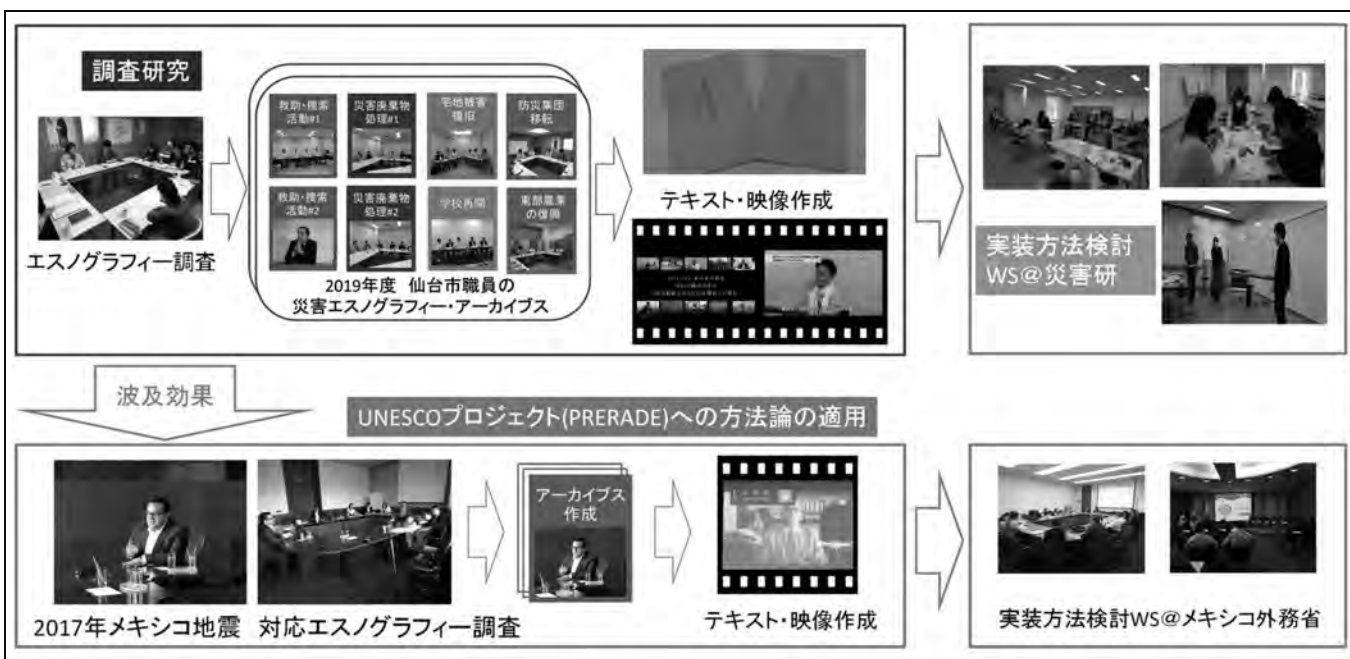 調査研究
エスノグラフィー調査
救助・捜索
活動#1
災害廃棄物
処理#1
宅地被害
復旧
防災集団
移転
救助・捜索
活動#2
災害廃棄物
処理#2
学校再開
東部農業
の復興
2019年度 仙台市職員の
災害エスノグラフィー・アーカイブス
テキスト・映像作成
実装方法検討
WS@災害研
波及効果
UNESCOプロジェクト(PRERADE)への方法論の適用
2017年メキシコ地震 対応エスノグラフィー調査
アーカイブス
作成
テキスト・映像作成
実装方法検討WS@メキシコ外務省